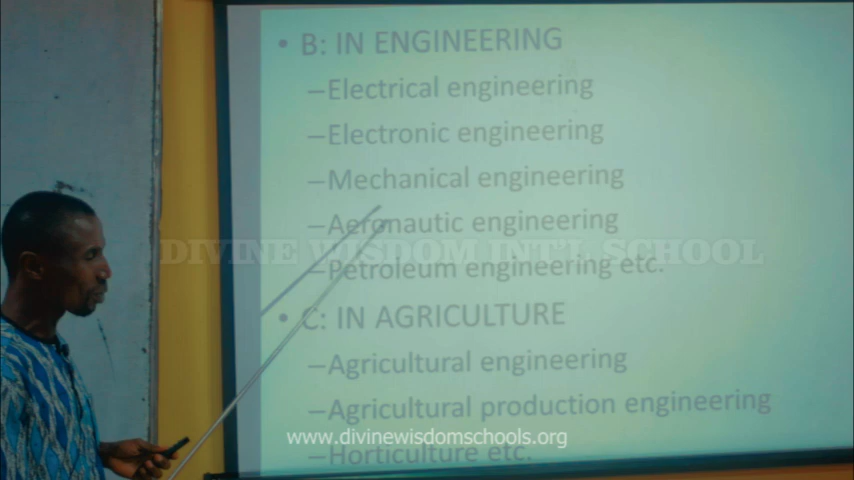 • B: IN ENGINEERING
–Electrical engineering
–Electronic engineering
–Mechanical engineering
–Aeronautic engineering
DIVINE WISDOM INT'L SCHOOL
–Petroleum engineering etc.
• C: IN AGRICULTURE
–Agricultural engineering
–Agricultural production engineering
www.divinewisdomschools.org
–Horticulture etc.